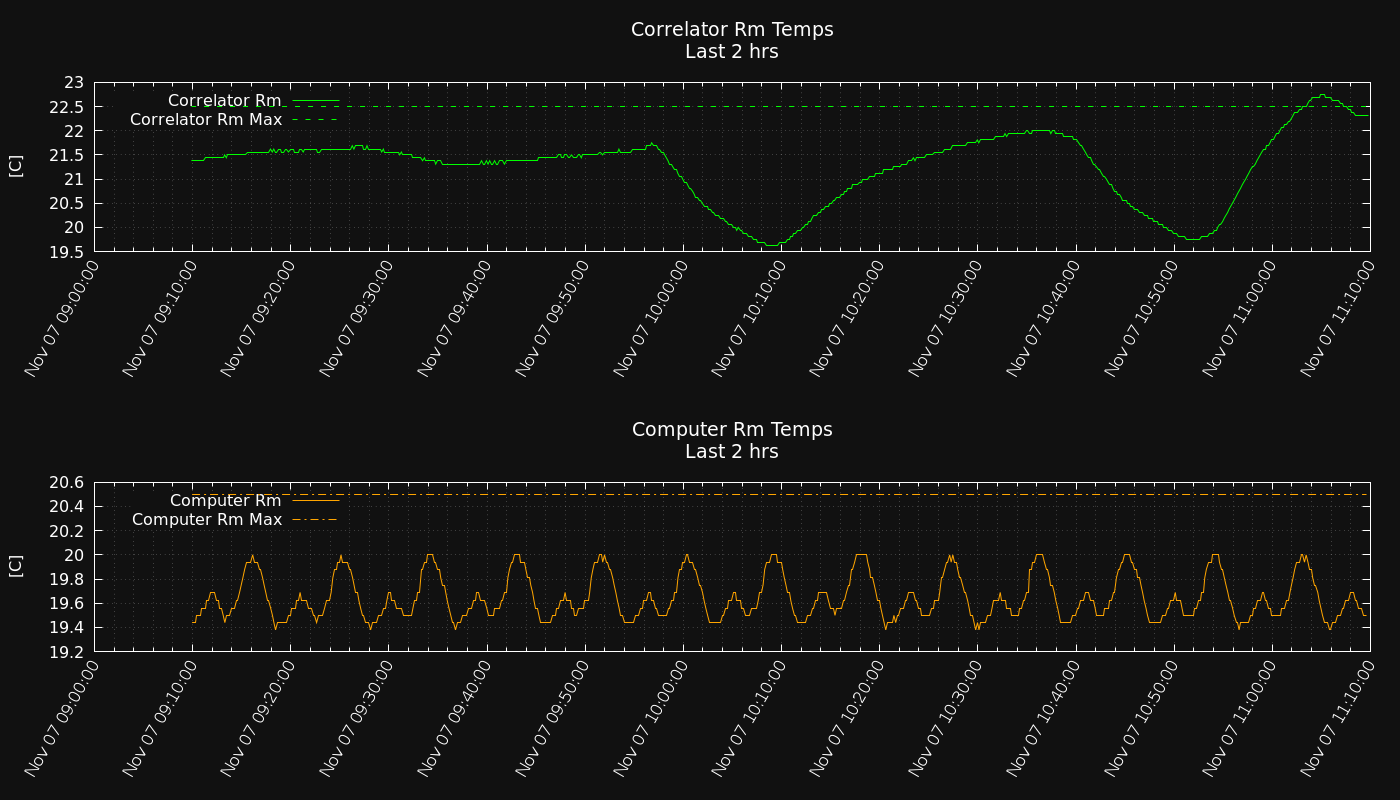 Correlator Rm Temps
Last 2 hrs
23
22.5
22
21.5
21
20.5
20
19.5
[C]
Correlator Rm
Correlator Rm Max
Nov 07 09:00:00
Nov 07 09:10:00
Nov 07 09:20:00
Nov 07 09:30:00
Nov 07 09:40:00
Nov 07 09:50:00
Nov 07 10:00:00
Nov 07 10:10:00
Nov 07 10:20:00
Nov 07 10:30:00
Nov 07 10:40:00
Nov 07 10:50:00
Nov 07 11:00:00
Nov 07 11:10:00
Computer Rm Temps
Last 2 hrs
20.6
20.4
20.2
20
19.8
19.6
19.4
19.2
[C]
Computer Rm
Computer Rm Max
Nov 07 09:00:00
Nov 07 09:10:00
Nov 07 09:20:00
Nov 07 09:30:00
Nov 07 09:40:00
Nov 07 09:50:00
Nov 07 10:00:00
Nov 07 10:10:00
Nov 07 10:20:00
Nov 07 10:30:00
Nov 07 10:40:00
Nov 07 10:50:00
Nov 07 11:00:00
Nov 07 11:10:00